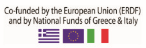 Co-funded by the European Union (ERDF)
and by National Funds of Greece & Italy